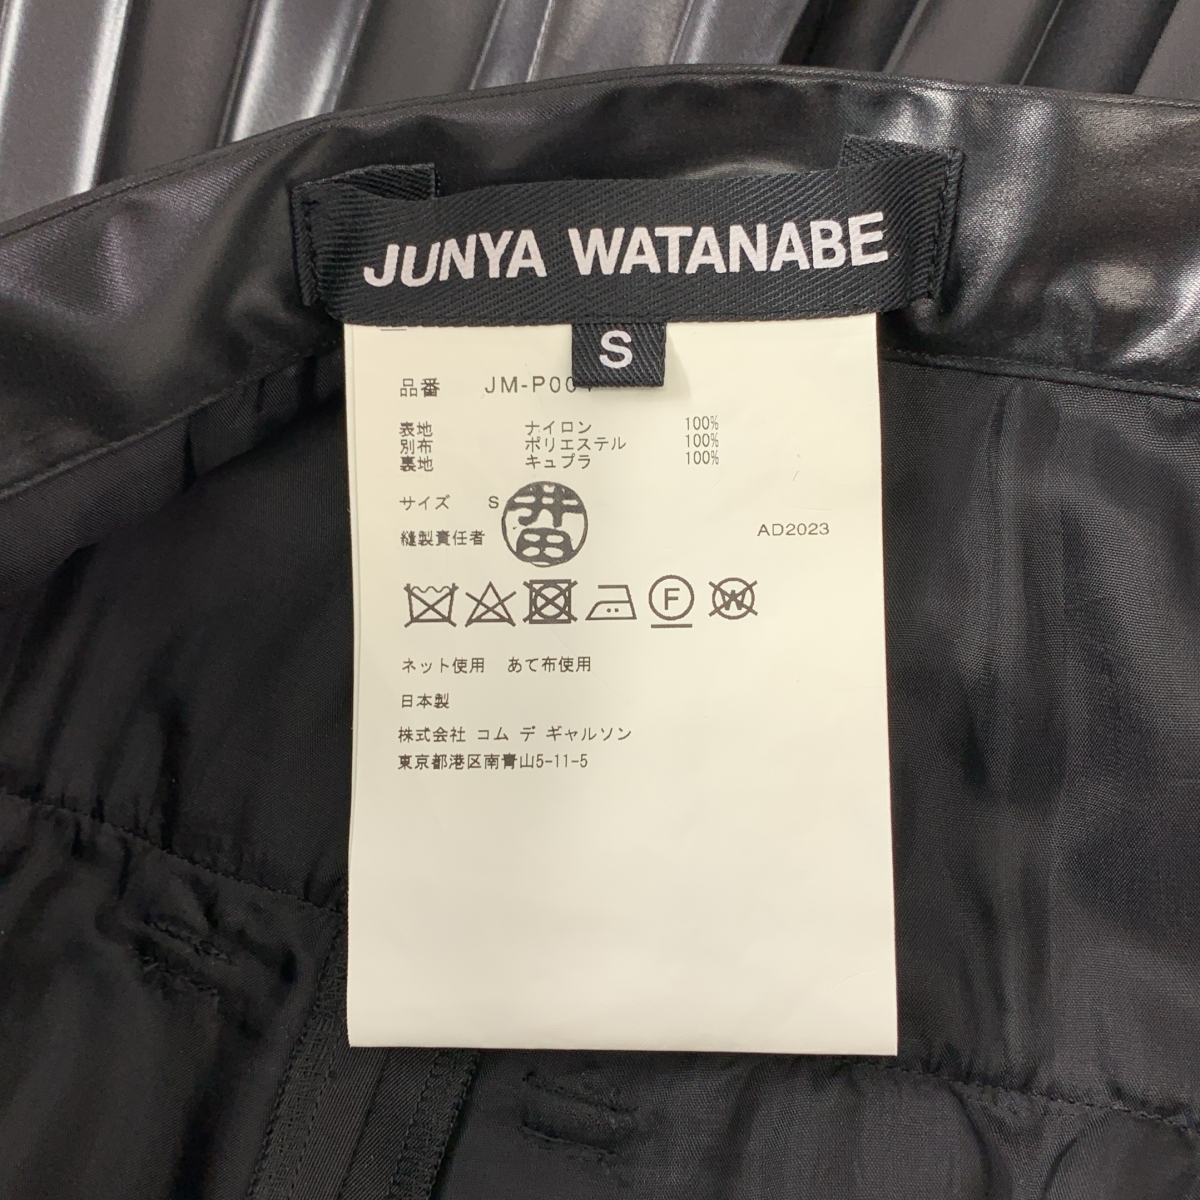 JUNYA WATANABE
S
品番 JM-P004
表地 ナイロン 100%
別布 ポリエステル 100%
裏地 キュプラ 100%
サイズ S
縫製責任者 井田
AD2023
F
W
ネット使用 あて布使用
日本製
株式会社 コム デ ギャルソン
東京都港区南青山5-11-5